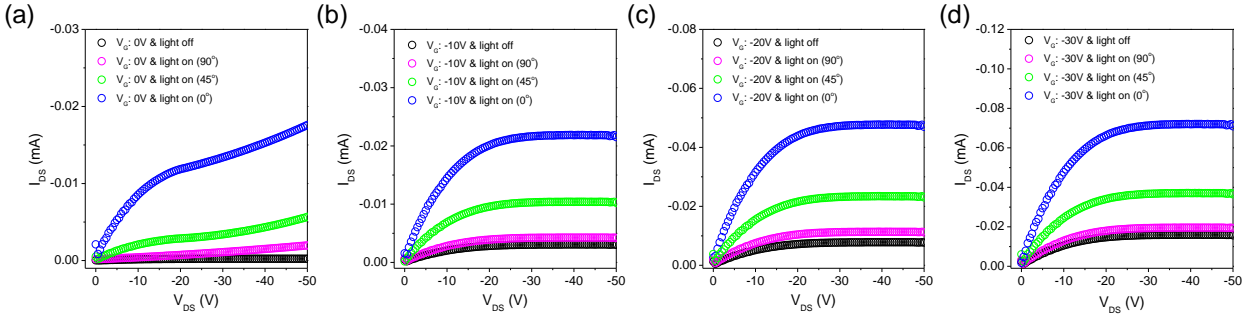 (a)
-0.03
-0.02
-0.01
0.00
I_DS (mA)
V_G: 0V & light off
V_G: 0V & light on (90°)
V_G: 0V & light on (45°)
V_G: 0V & light on (0°)
0 -10 -20 -30 -40 -50
V_DS (V)
(b)
-0.04
-0.03
-0.02
-0.01
0.00
I_DS (mA)
V_G: -10V & light off
V_G: -10V & light on (90°)
V_G: -10V & light on (45°)
V_G: -10V & light on (0°)
0 -10 -20 -30 -40 -50
V_DS (V)
(c)
-0.08
-0.06
-0.04
-0.02
0.00
I_DS (mA)
V_G: -20V & light off
V_G: -20V & light on (90°)
V_G: -20V & light on (45°)
V_G: -20V & light on (0°)
0 -10 -20 -30 -40 -50
V_DS (V)
(d)
-0.12
-0.10
-0.08
-0.06
-0.04
-0.02
0.00
I_DS (mA)
V_G: -30V & light off
V_G: -30V & light on (90°)
V_G: -30V & light on (45°)
V_G: -30V & light on (0°)
0 -10 -20 -30 -40 -50
V_DS (V)